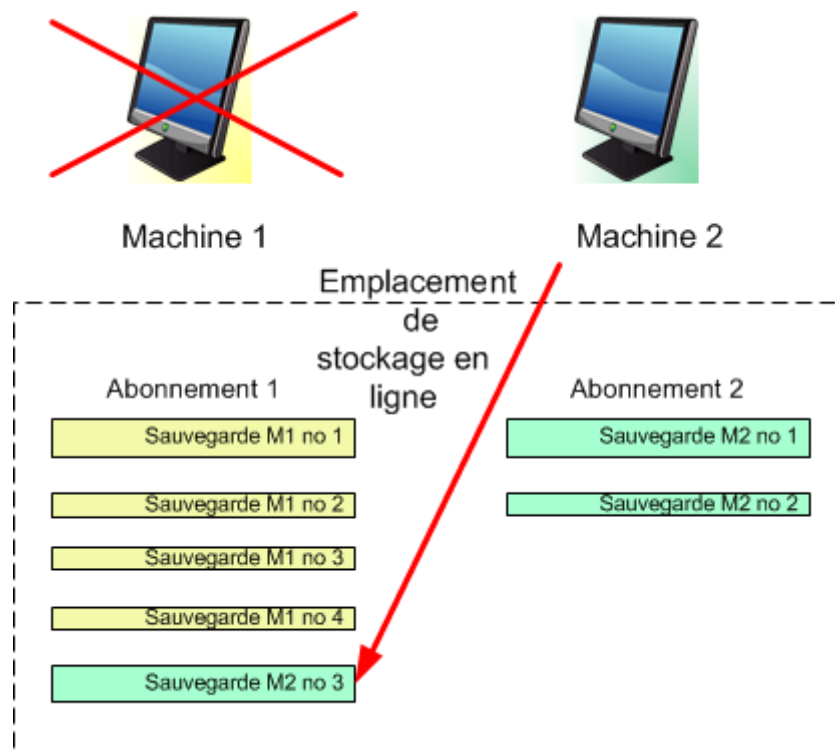 Machine 1
Machine 2
Emplacement
de
stockage en
ligne
Abonnement 1
Sauvegarde M1 no 1
Sauvegarde M1 no 2
Sauvegarde M1 no 3
Sauvegarde M1 no 4
Sauvegarde M2 no 3
Abonnement 2
Sauvegarde M2 no 1
Sauvegarde M2 no 2